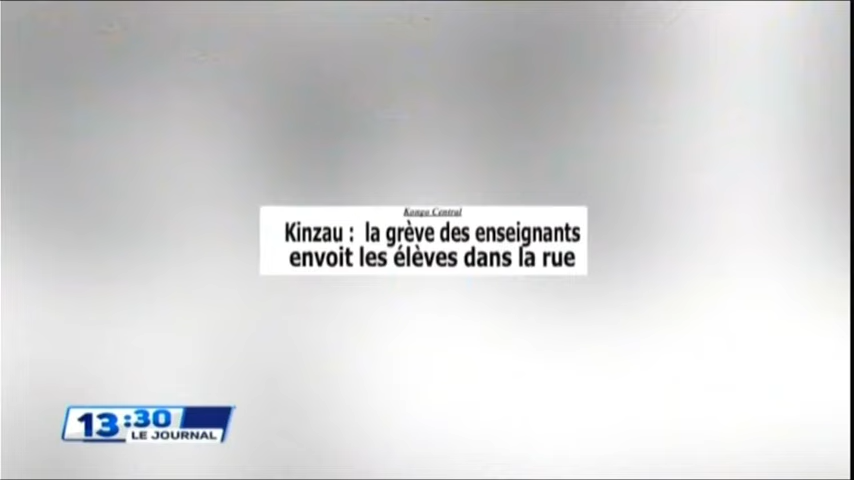 Kongo Central
Kinzau : la grève des enseignants
envoit les élèves dans la rue
13:30
LE JOURNAL